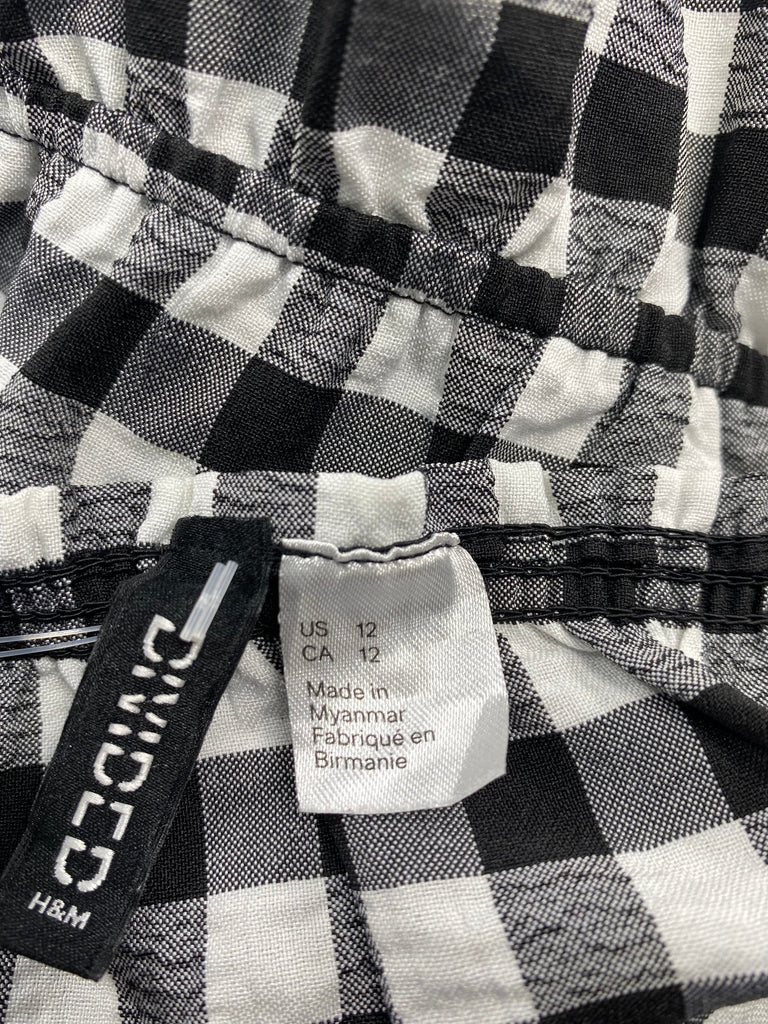 DIVIDED
H&M
US 12
CA 12
Made in
Myanmar
Fabriqué en
Birmanie